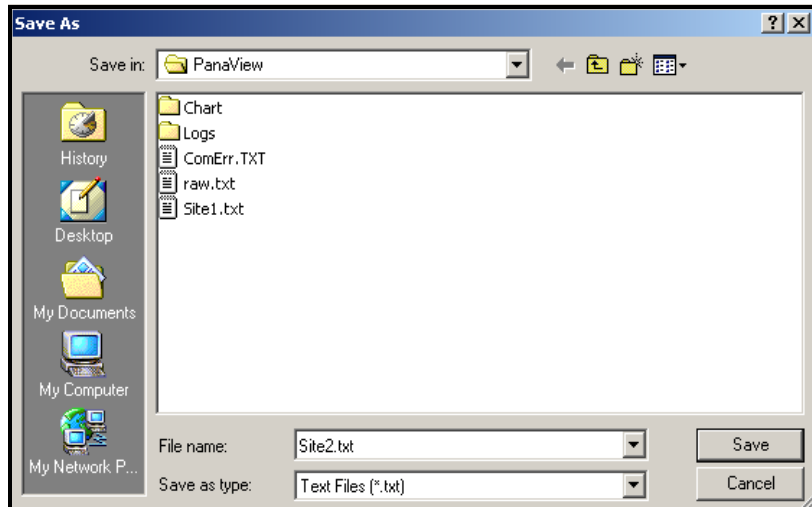 Save As
Save in: PanaView
Chart
Logs
ComErr.TXT
raw.txt
Site1.txt
History
Desktop
My Documents
My Computer
My Network P...
File name: Site2.txt Save
Save as type: Text Files (*.txt) Cancel